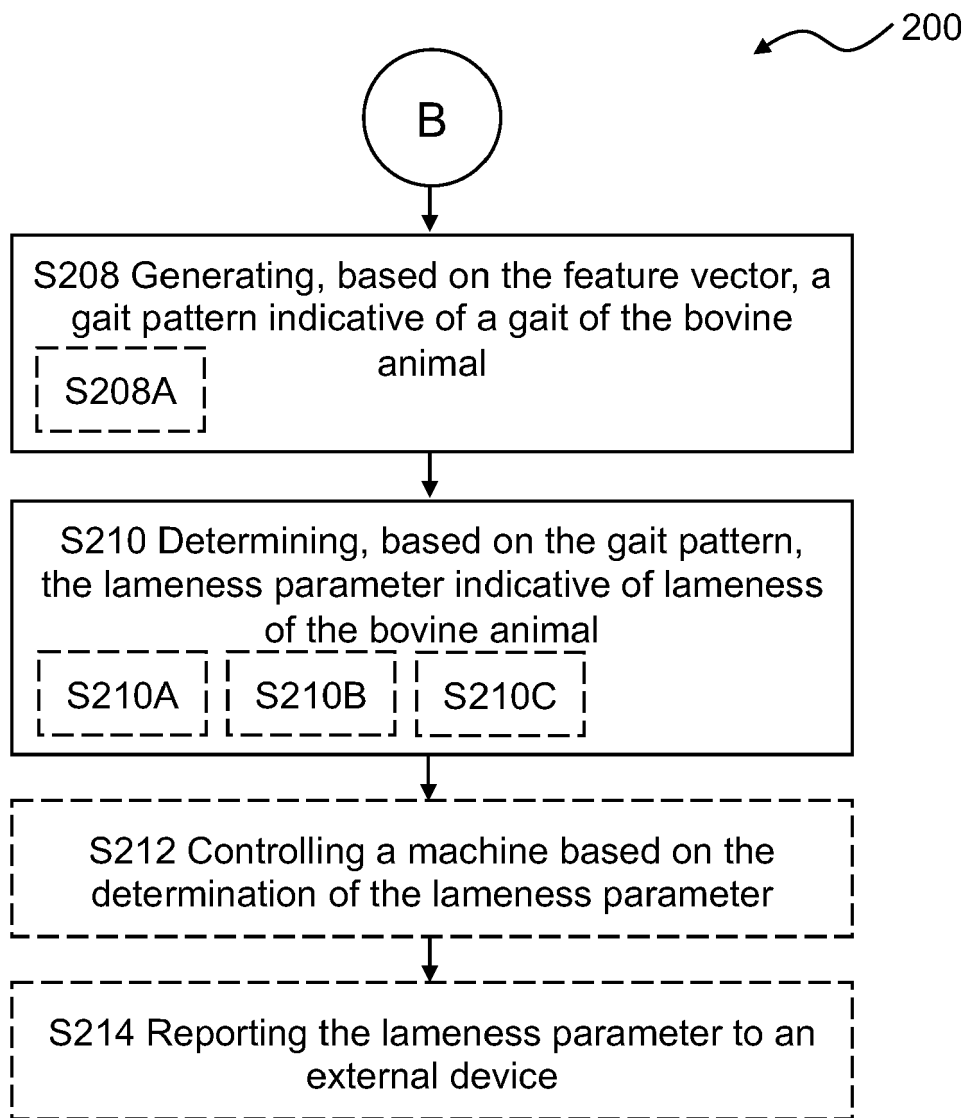 200
B
S208 Generating, based on the feature vector, a
gait pattern indicative of a gait of the bovine
animal
S208A
S210 Determining, based on the gait pattern,
the lameness parameter indicative of lameness
of the bovine animal
S210A S210B S210C
S212 Controlling a machine based on the
determination of the lameness parameter
S214 Reporting the lameness parameter to an
external device